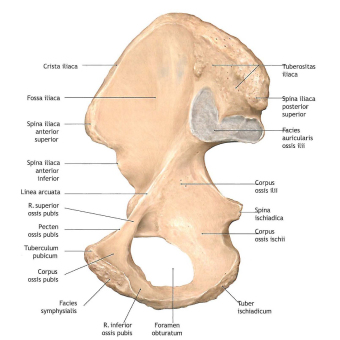 Crista iliaca
Fossa iliaca
Spina iliaca
anterior
superior
Spina iliaca
anterior
inferior
Linea arcuata
R. superior
ossis pubis
Pecten
ossis pubis
Tuberculum
pubicum
Corpus
ossis pubis
Facies
symphysialis
R. inferior
ossis pubis
Foramen
obturatum
Tuberositas
iliaca
Spina iliaca
posterior
superior
Facies
auricularis
ossis ilii
Corpus
ossis ilii
Spina
ischiadica
Corpus
ossis ischii
Tuber
ischiadicum